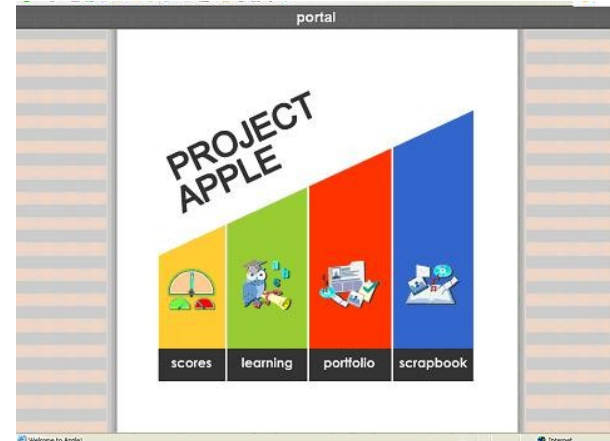 portal
PROJECT
APPLE
scores
learning
portfolio
scrapbook
Welcome to Apple!
Internet